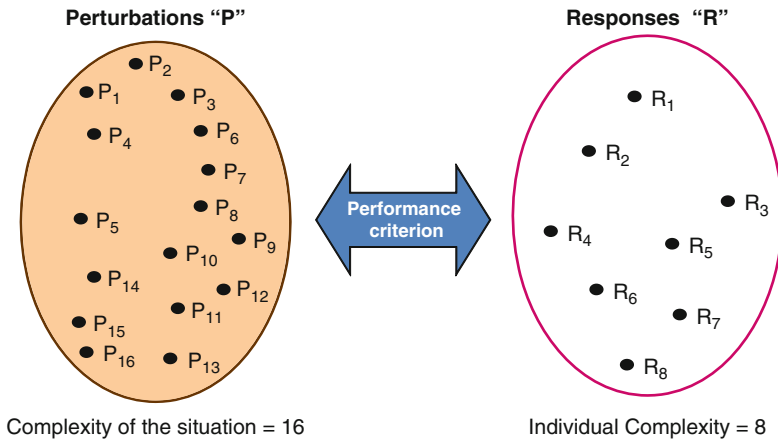 Perturbations “P”
P1
P2
P3
P4
P6
P7
P5
P8
P9
P10
P14
P12
P11
P15
P16
P13
Complexity of the situation = 16
Performance
criterion
Responses “R”
R1
R2
R3
R4
R5
R6
R7
R8
Individual Complexity = 8